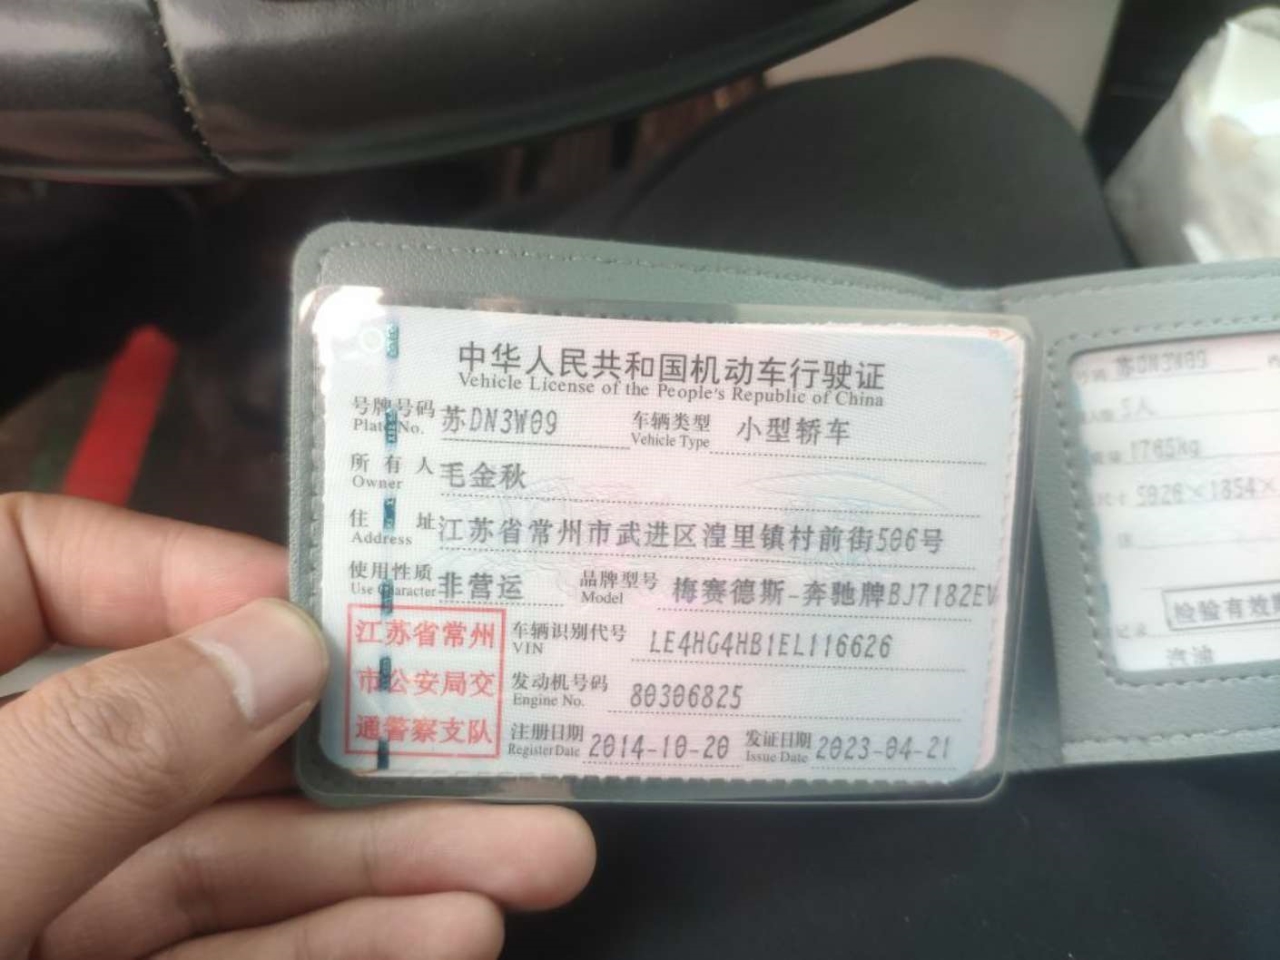 中华人民共和国机动车行驶证
Vehicle License of the People's Republic of China
号牌号码 苏DN3W09 车辆类型 小型轿车
Plate No. Vehicle Type
所有人 毛金秋
Owner
住址 江苏省常州市武进区湟里镇村前街506号
Address
使用性质 非营运 品牌型号 梅赛德斯-奔驰牌BJ7182EV
Use Character Model
江苏省常州
市公安局交
通警察支队
车辆识别代号 LE4HG4HB1EL116626
VIN
发动机号码 80306825
Engine No.
注册日期 2014-10-20 发证日期 2023-04-21
Register Date Issue Date
苏DN3W09
5人
1785kg
1854×
检验有效
汽油